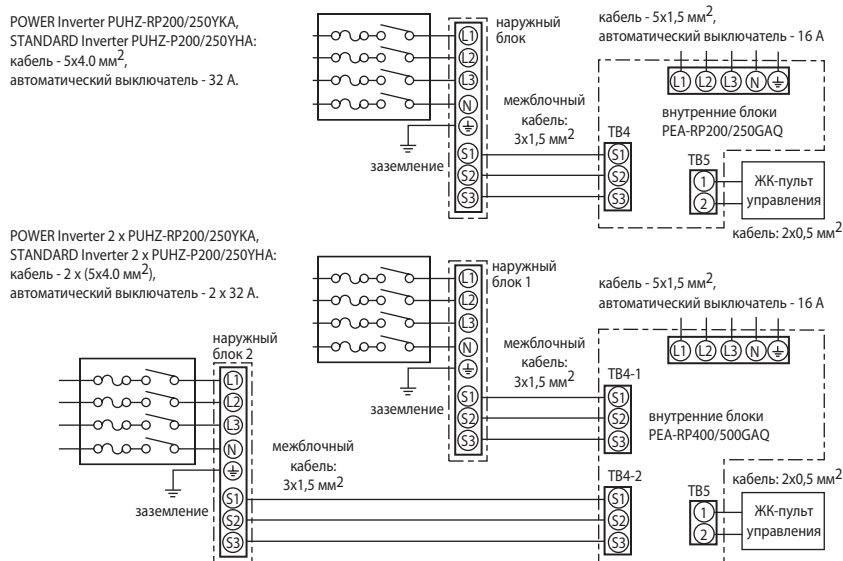 POWER Inverter PUHZ-RP200/250YKA,
STANDARD Inverter PUHZ-P200/250YHA:
кабель - 5x4.0 мм2,
автоматический выключатель - 32 А.
наружный
блок
L1
L2
L3
N
S1
S2
S3
заземление
межблочный
кабель:
3x1,5 мм2
кабель - 5x1,5 мм2,
автоматический выключатель - 16 А
L1 L2 L3 N
внутренние блоки
PEA-RP200/250GAQ
TB4
S1
S2
S3
TB5
1
2
ЖК-пульт
управления
кабель: 2x0,5 мм2
POWER Inverter 2 x PUHZ-RP200/250YKA,
STANDARD Inverter 2 x PUHZ-P200/250YHA:
кабель - 2 x (5x4.0 мм2),
автоматический выключатель - 2 x 32 А.
наружный
блок 1
L1
L2
L3
N
S1
S2
S3
заземление
межблочный
кабель:
3x1,5 мм2
кабель - 5x1,5 мм2,
автоматический выключатель - 16 А
L1 L2 L3 N
TB4-1
S1
S2
S3
внутренние блоки
PEA-RP400/500GAQ
наружный
блок 2
L1
L2
L3
N
S1
S2
S3
заземление
межблочный
кабель:
3x1,5 мм2
TB4-2
S1
S2
S3
TB5
1
2
кабель: 2x0,5 мм2
ЖК-пульт
управления